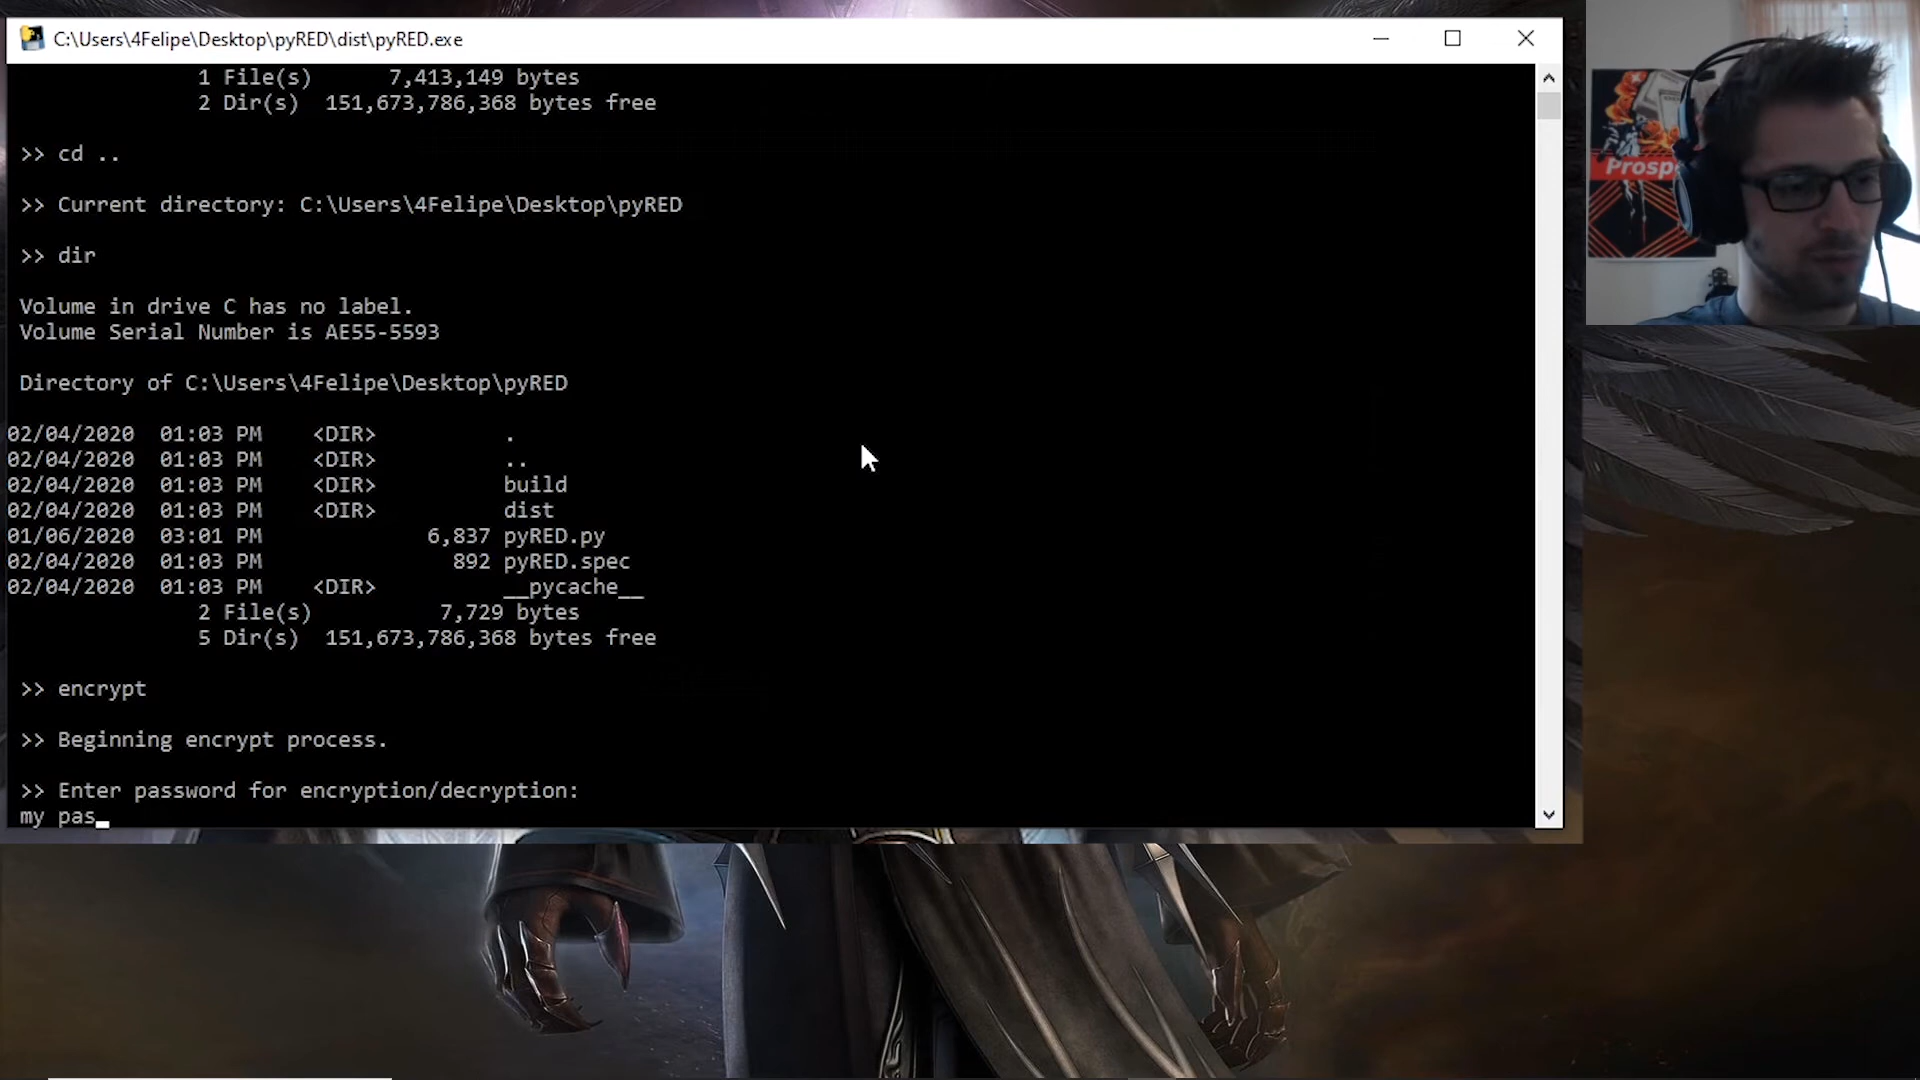 C:\Users\4Felipe\Desktop\pyRED\dist\pyRED.exe
1 File(s) 7,413,149 bytes
2 Dir(s) 151,673,786,368 bytes free
>> cd ..
>> Current directory: C:\Users\4Felipe\Desktop\pyRED
>> dir
Volume in drive C has no label.
Volume Serial Number is AE55-5593
Directory of C:\Users\4Felipe\Desktop\pyRED
02/04/2020 01:03 PM <DIR> .
02/04/2020 01:03 PM <DIR> ..
02/04/2020 01:03 PM <DIR> build
02/04/2020 01:03 PM <DIR> dist
01/06/2020 03:01 PM 6,837 pyRED.py
02/04/2020 01:03 PM 892 pyRED.spec
02/04/2020 01:03 PM <DIR> __pycache__
2 File(s) 7,729 bytes
5 Dir(s) 151,673,786,368 bytes free
>> encrypt
>> Beginning encrypt process.
>> Enter password for encryption/decryption:
my pas_